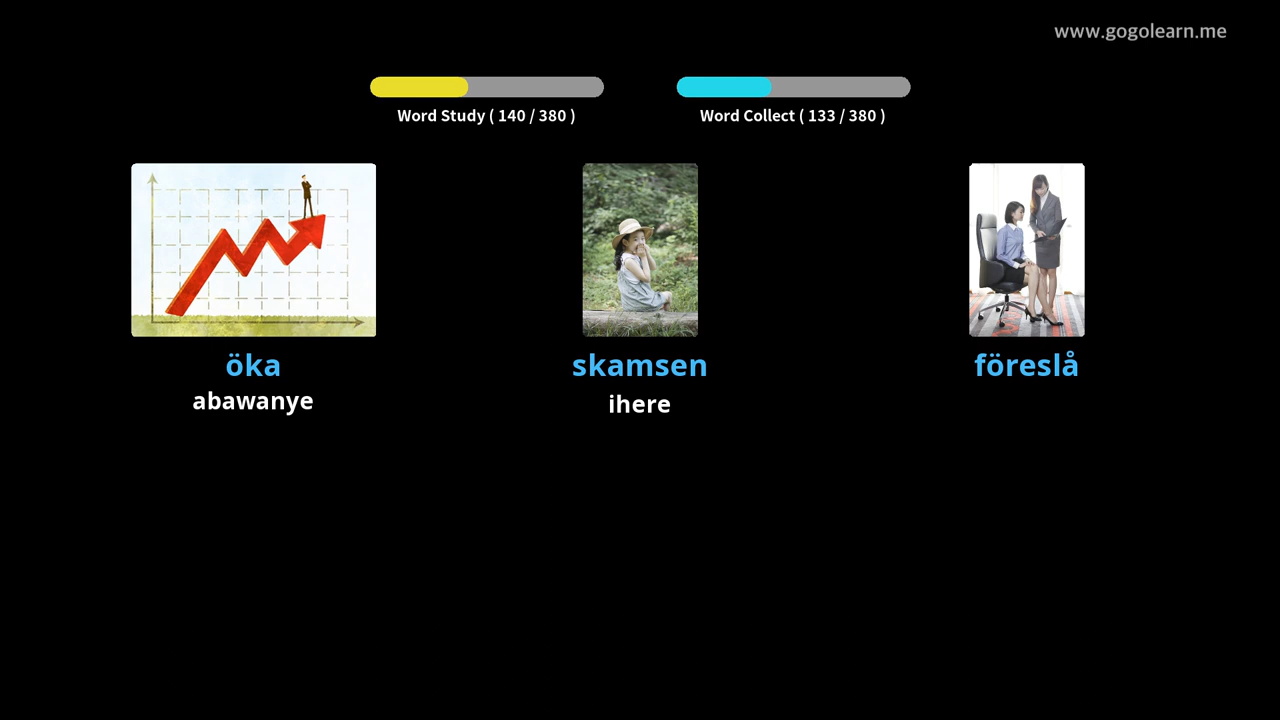 www.gogolearn.me
Word Study ( 140 / 380 )
Word Collect ( 133 / 380 )
öka
skamsen
föreslå
abawanye
ihere